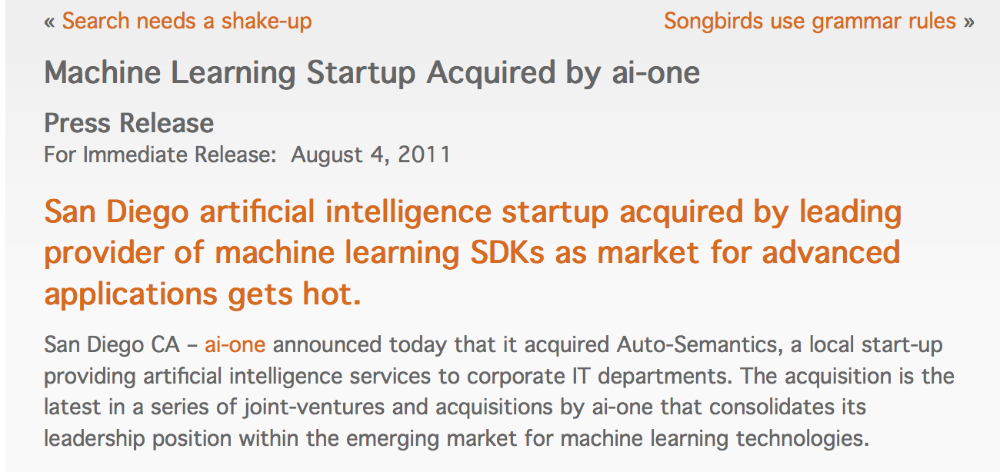 « Search needs a shake-up
Songbirds use grammar rules »
Machine Learning Startup Acquired by ai-one
Press Release
For Immediate Release:  August 4, 2011
San Diego artificial intelligence startup acquired by leading
provider of machine learning SDKs as market for advanced
applications gets hot.
San Diego CA – ai-one announced today that it acquired Auto-Semantics, a local start-up
providing artificial intelligence services to corporate IT departments. The acquisition is the
latest in a series of joint-ventures and acquisitions by ai-one that consolidates its
leadership position within the emerging market for machine learning technologies.